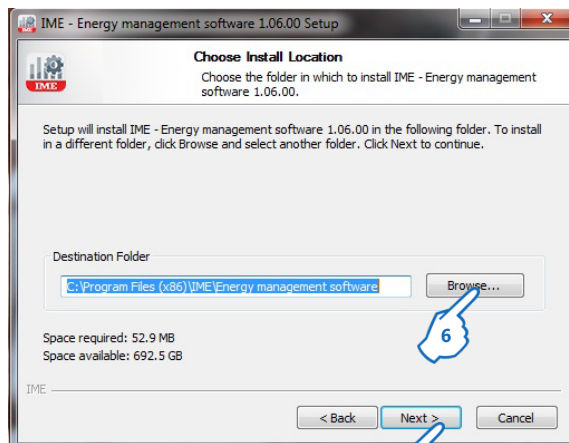 IME - Energy management software 1.06.00 Setup
IME
Choose Install Location
Choose the folder in which to install IME - Energy management
software 1.06.00.
Setup will install IME - Energy management software 1.06.00 in the following folder. To install
in a different folder, click Browse and select another folder. Click Next to continue.
Destination Folder
C:\Program Files (x86)\IME\Energy management software
Browse...
6
Space required: 52.9 MB
Space available: 692.5 GB
IME
< Back
Next >
Cancel